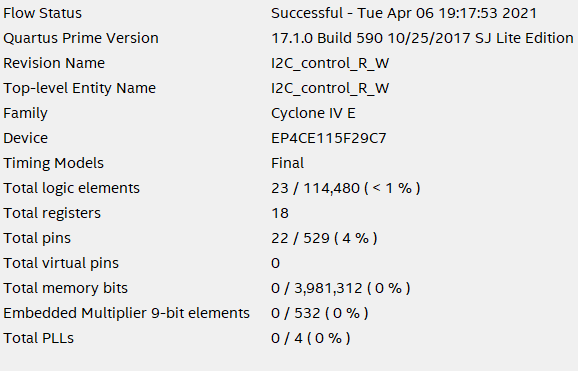 Flow Status Successful - Tue Apr 06 19:17:53 2021
Quartus Prime Version 17.1.0 Build 590 10/25/2017 SJ Lite Edition
Revision Name I2C_control_R_W
Top-level Entity Name I2C_control_R_W
Family Cyclone IV E
Device EP4CE115F29C7
Timing Models Final
Total logic elements 23 / 114,480 ( < 1 % )
Total registers 18
Total pins 22 / 529 ( 4 % )
Total virtual pins 0
Total memory bits 0 / 3,981,312 ( 0 % )
Embedded Multiplier 9-bit elements 0 / 532 ( 0 % )
Total PLLs 0 / 4 ( 0 % )